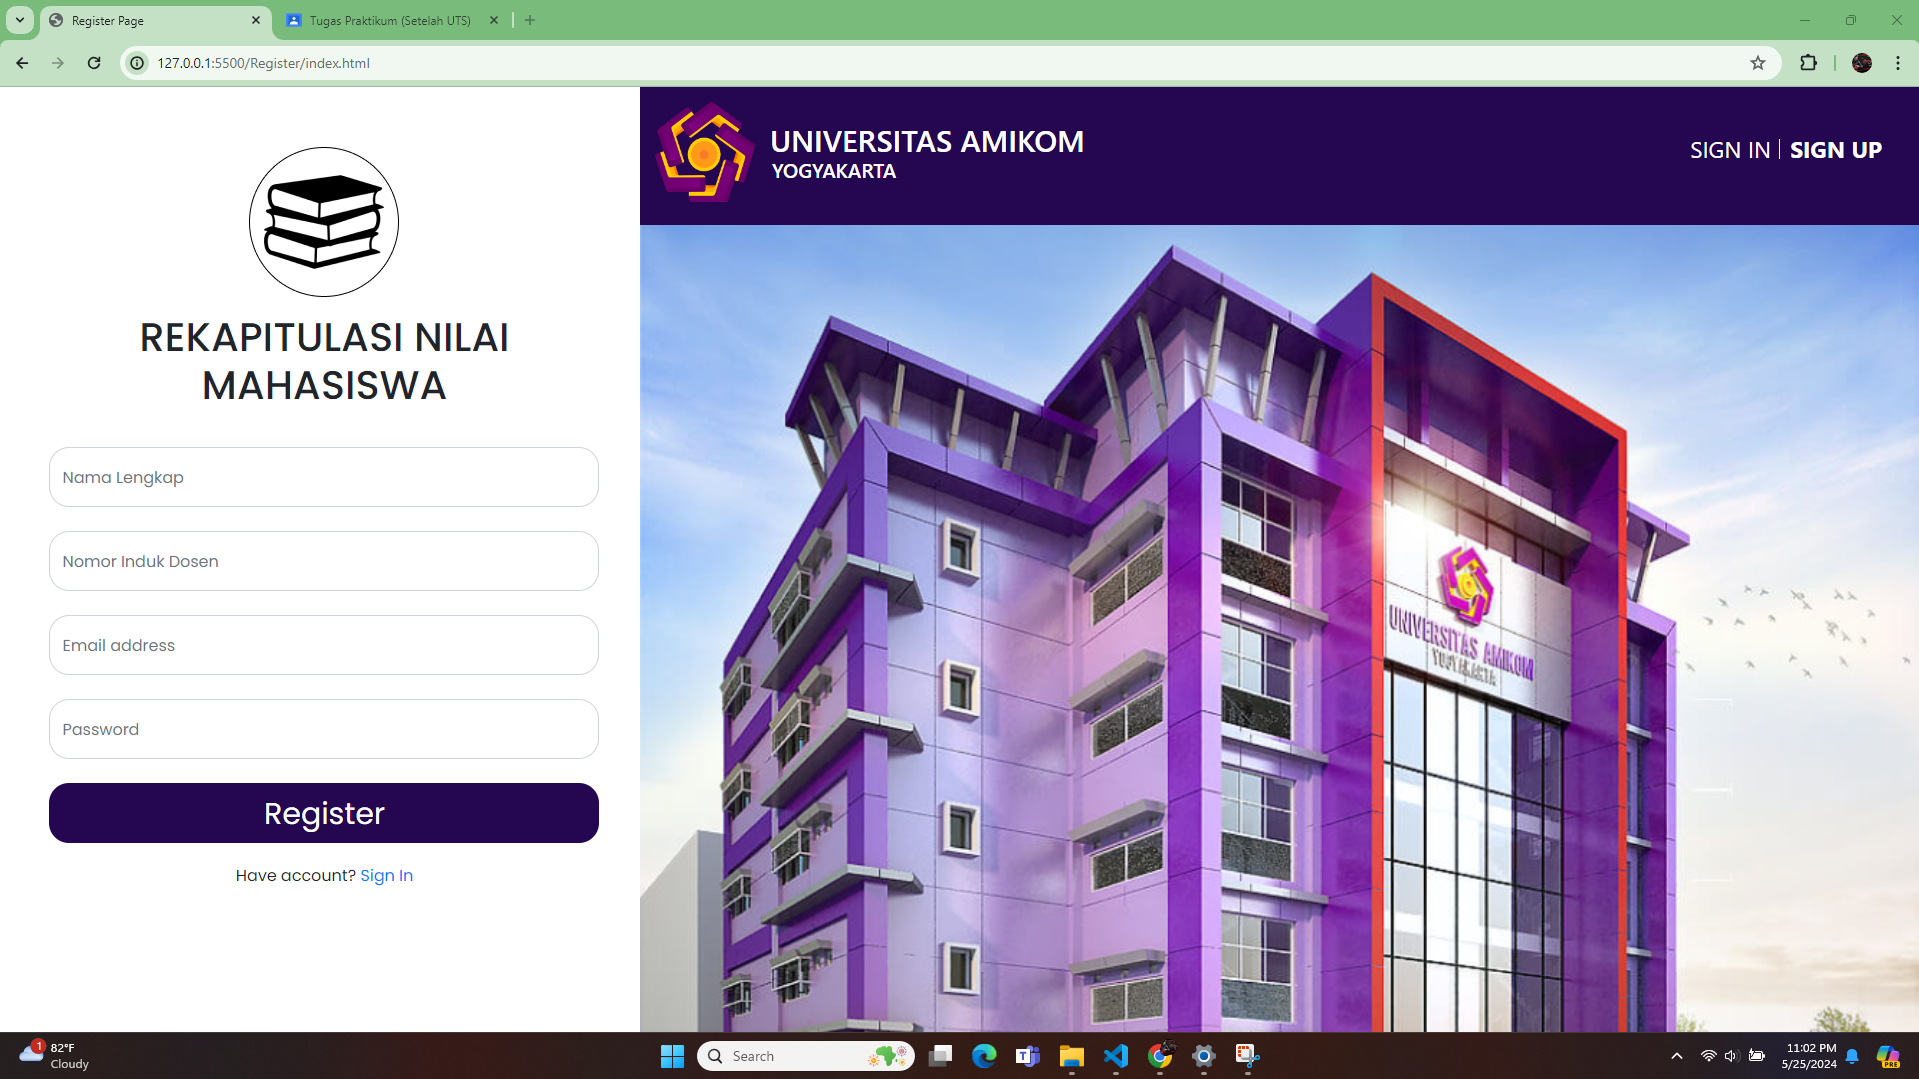 Register Page
Tugas Praktikum (Setelah UTS)
127.0.0.1:5500/Register/index.html
UNIVERSITAS AMIKOM
YOGYAKARTA
SIGN IN
SIGN UP
REKAPITULASI NILAI
MAHASISWA
Nama Lengkap
Nomor Induk Dosen
Email address
Password
Register
Have account? Sign In
UNIVERSITAS AMIKOM
YOGYAKARTA
1
82°F
Cloudy
Search
T
11:02 PM
5/25/2024
PRE